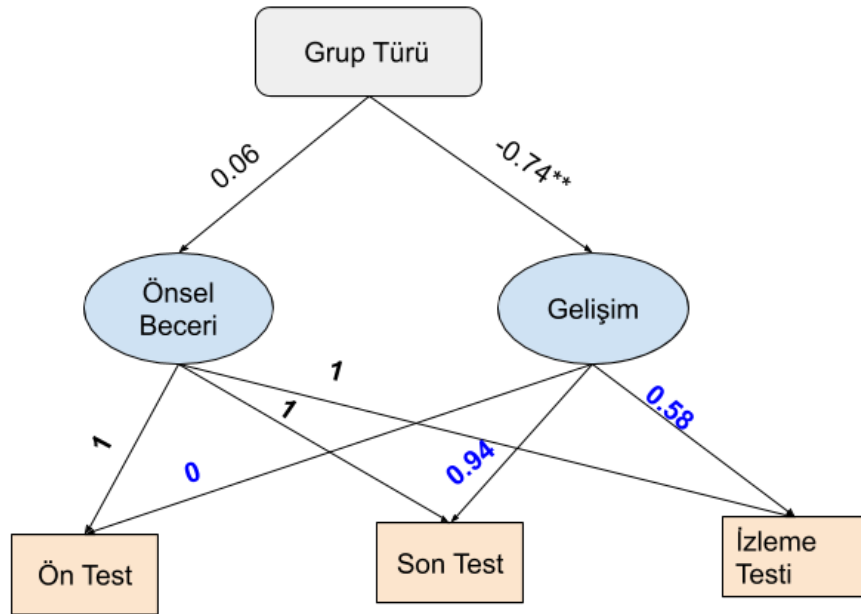 Grup Türü
0.06
-0.74**
Önsel
Beceri
Gelişim
1
1
1
0
0.94
0.58
Ön Test
Son Test
İzleme
Testi